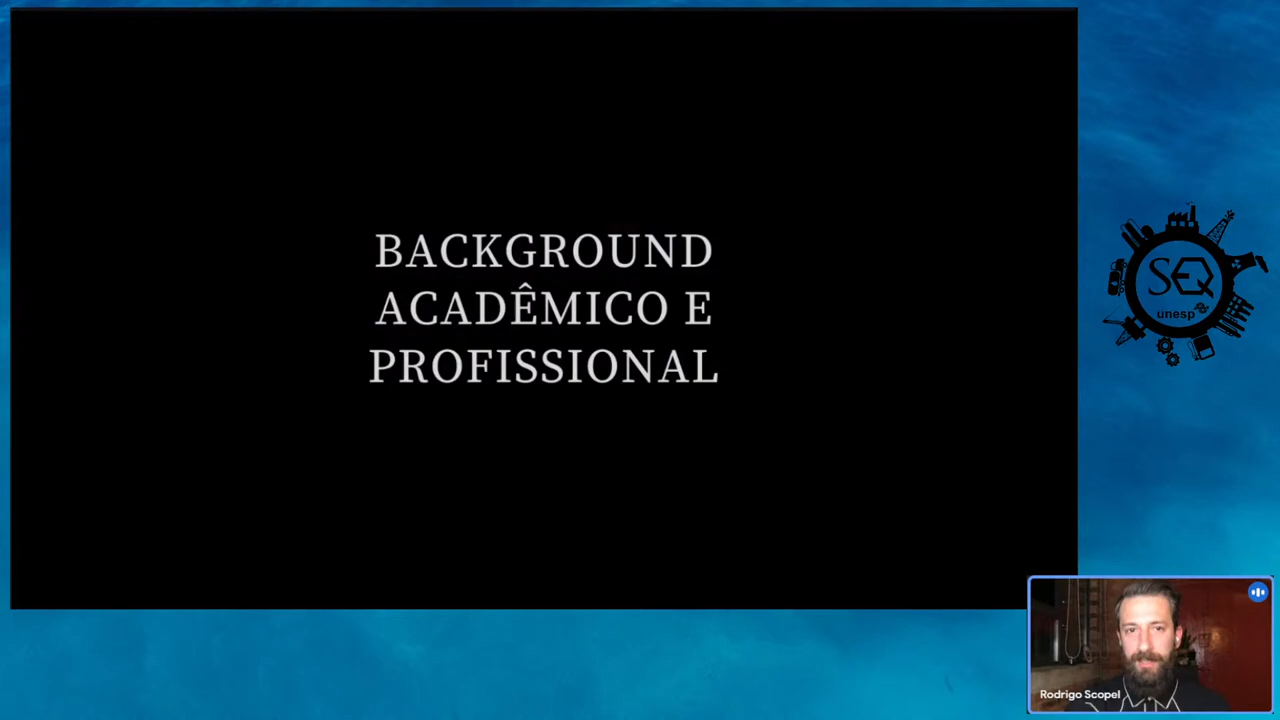 BACKGROUND
ACADÊMICO E
PROFISSIONAL
SEQ
unesp
Rodrigo Scopel